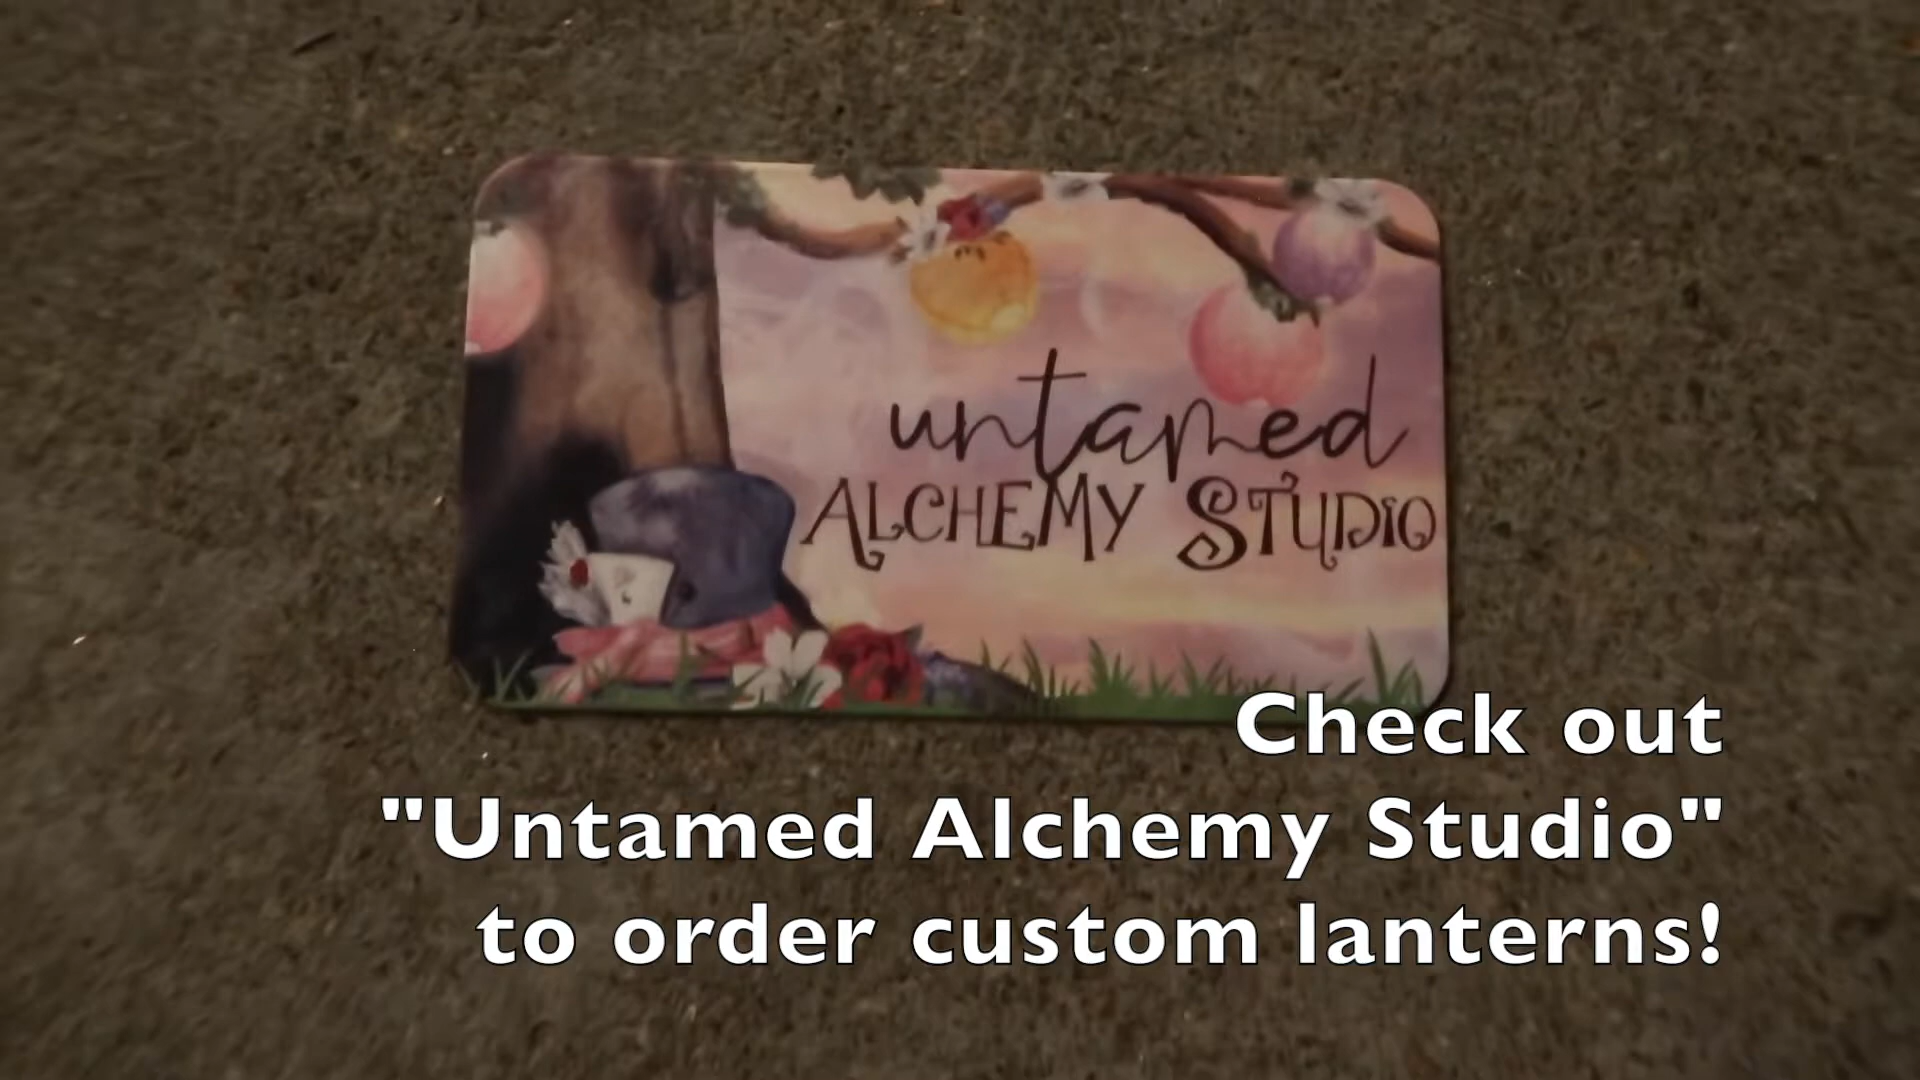 untamed
ALCHEMY STUDIO
Check out
"Untamed Alchemy Studio"
to order custom lanterns!